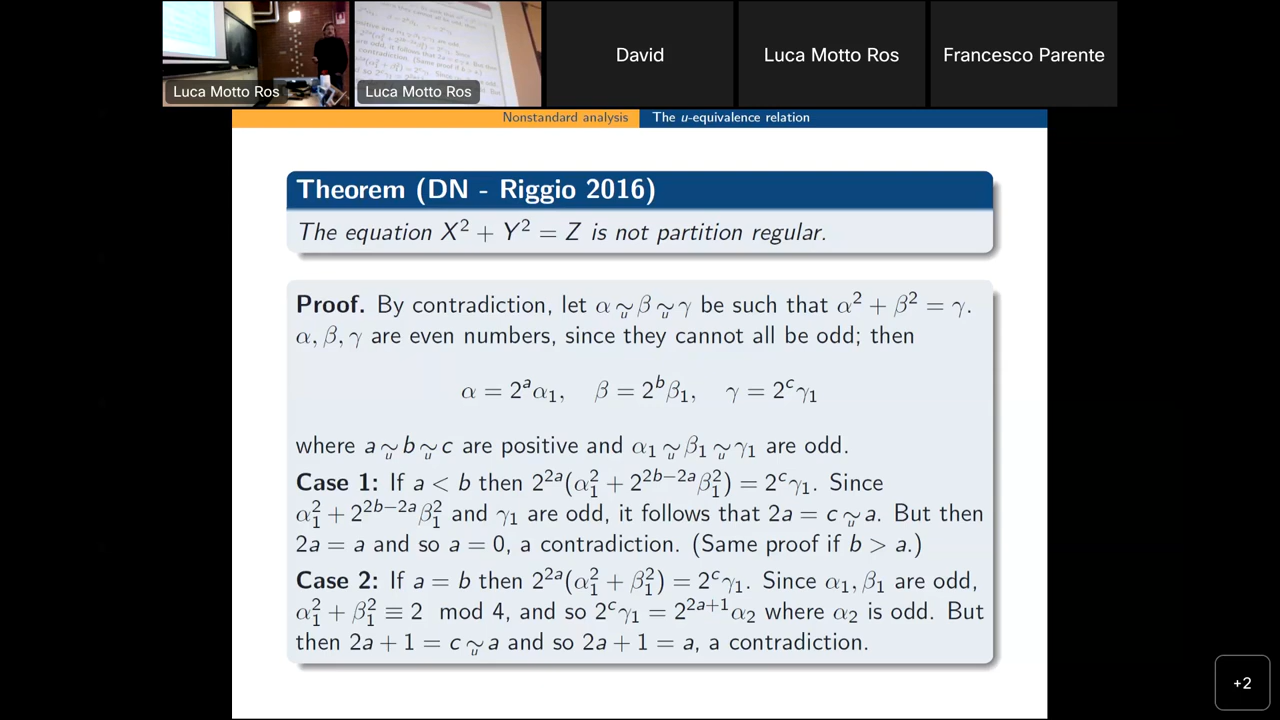 Luca Motto Ros
Luca Motto Ros
David
Luca Motto Ros
Francesco Parente
Nonstandard analysis The u-equivalence relation
Theorem (DN - Riggio 2016)
The equation X² + Y² = Z is not partition regular.
Proof. By contradiction, let α ∼ᵤ β ∼ᵤ γ be such that α² + β² = γ.
α, β, γ are even numbers, since they cannot all be odd; then
α = 2ᵃα₁, β = 2ᵇβ₁, γ = 2ᶜγ₁
where a ∼ᵤ b ∼ᵤ c are positive and α₁ ∼ᵤ β₁ ∼ᵤ γ₁ are odd.
Case 1: If a < b then 2²ᵃ(α₁² + 2²ᵇ⁻²ᵃβ₁²) = 2ᶜγ₁. Since
α₁² + 2²ᵇ⁻²ᵃβ₁² and γ₁ are odd, it follows that 2a = c ∼ᵤ a. But then
2a = a and so a = 0, a contradiction. (Same proof if b > a.)
Case 2: If a = b then 2²ᵃ(α₁² + β₁²) = 2ᶜγ₁. Since α₁, β₁ are odd,
α₁² + β₁² ≡ 2 mod 4, and so 2ᶜγ₁ = 2²ᵃ⁺¹α₂ where α₂ is odd. But
then 2a + 1 = c ∼ᵤ a and so 2a + 1 = a, a contradiction.
+2